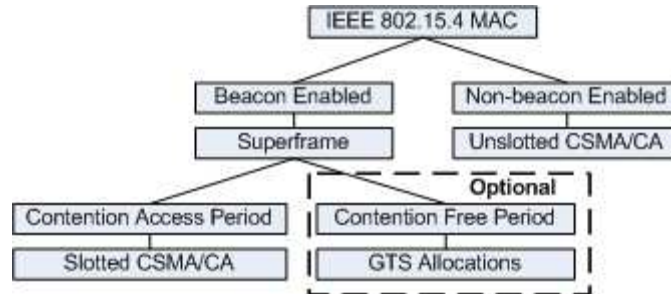 IEEE 802.15.4 MAC
Beacon Enabled
Non-beacon Enabled
Superframe
Unslotted CSMA/CA
Optional
Contention Access Period
Contention Free Period
Slotted CSMA/CA
GTS Allocations